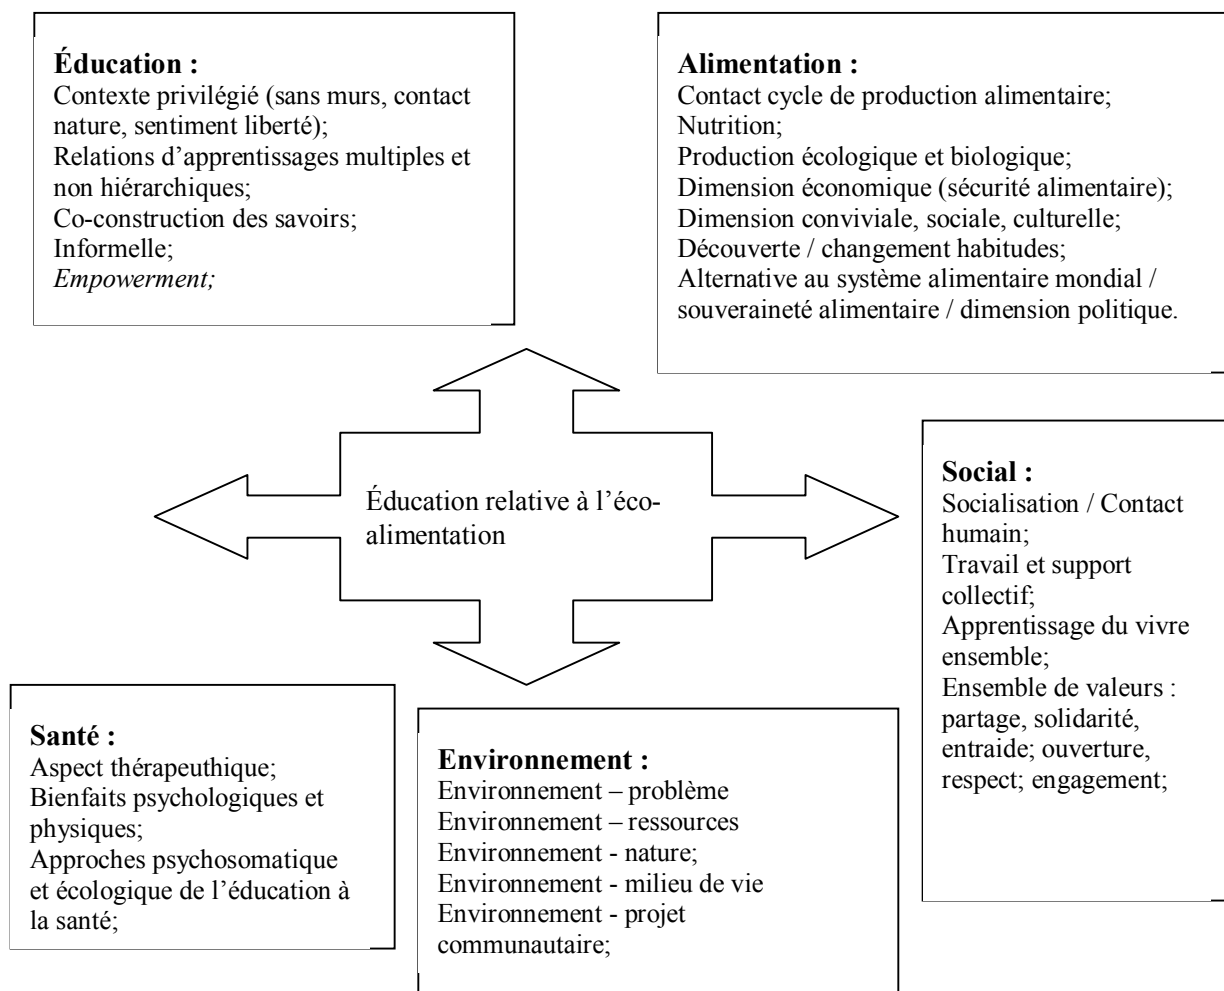 Éducation :
Contexte privilégié (sans murs, contact
nature, sentiment liberté);
Relations d’apprentissages multiples et
non hiérarchiques;
Co-construction des savoirs;
Informelle;
Empowerment;
Alimentation :
Contact cycle de production alimentaire;
Nutrition;
Production écologique et biologique;
Dimension économique (sécurité alimentaire);
Dimension conviviale, sociale, culturelle;
Découverte / changement habitudes;
Alternative au système alimentaire mondial /
souveraineté alimentaire / dimension politique.
Éducation relative à l’éco-
alimentation
Social :
Socialisation / Contact
humain;
Travail et support
collectif;
Apprentissage du vivre
ensemble;
Ensemble de valeurs :
partage, solidarité,
entraide; ouverture,
respect; engagement;
Santé :
Aspect thérapeuthique;
Bienfaits psychologiques et
physiques;
Approches psychosomatique
et écologique de l’éducation à
la santé;
Environnement :
Environnement – problème
Environnement – ressources
Environnement - nature;
Environnement - milieu de vie
Environnement - projet
communautaire;